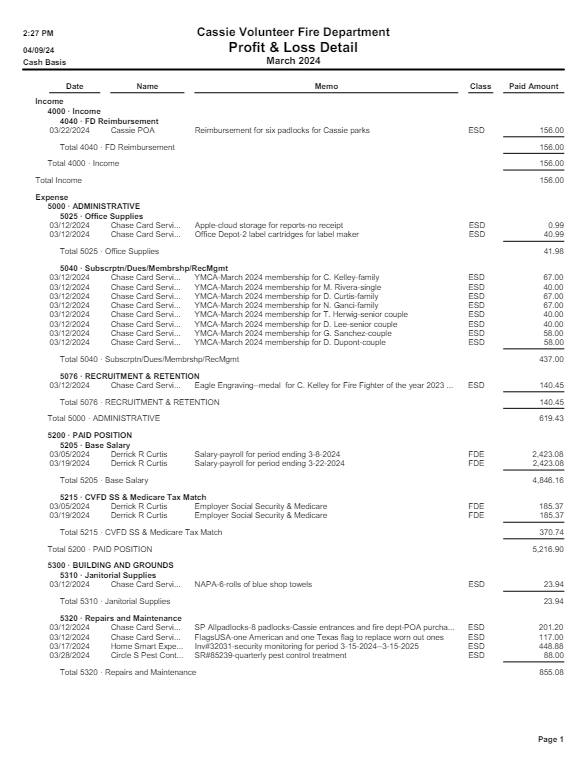 2:27 PM
Cassie Volunteer Fire Department
04/09/24
Profit & Loss Detail
Cash Basis
March 2024
Date Name Memo Class Paid Amount
Income
4000 · Income
4040 · FD Reimbursement
03/22/2024 Cassie POA Reimbursement for six padlocks for Cassie parks ESD 156.00
Total 4040 · FD Reimbursement 156.00
Total 4000 · Income 156.00
Total Income 156.00
Expense
5000 · ADMINISTRATIVE
5025 · Office Supplies
03/12/2024 Chase Card Servi... Apple-cloud storage for reports-no receipt ESD 0.99
03/12/2024 Chase Card Servi... Office Depot-2 label cartridges for label maker ESD 40.99
Total 5025 · Office Supplies 41.98
5040 · Subscrptn/Dues/Membrshp/RecMgmt
03/12/2024 Chase Card Servi... YMCA-March 2024 membership for C. Kelley-family ESD 67.00
03/12/2024 Chase Card Servi... YMCA-March 2024 membership for M. Rivera-single ESD 40.00
03/12/2024 Chase Card Servi... YMCA-March 2024 membership for D. Curtis-family ESD 67.00
03/12/2024 Chase Card Servi... YMCA-March 2024 membership for N. Ganci-family ESD 67.00
03/12/2024 Chase Card Servi... YMCA-March 2024 membership for T. Herwig-senior couple ESD 40.00
03/12/2024 Chase Card Servi... YMCA-March 2024 membership for D. Lee-senior couple ESD 40.00
03/12/2024 Chase Card Servi... YMCA-March 2024 membership for G. Sanchez-couple ESD 58.00
03/12/2024 Chase Card Servi... YMCA-March 2024 membership for D. Dupont-couple ESD 58.00
Total 5040 · Subscrptn/Dues/Membrshp/RecMgmt 437.00
5076 · RECRUITMENT & RETENTION
03/12/2024 Chase Card Servi... Eagle Engraving--medal for C. Kelley for Fire Fighter of the year 2023 ... ESD 140.45
Total 5076 · RECRUITMENT & RETENTION 140.45
Total 5000 · ADMINISTRATIVE 619.43
5200 · PAID POSITION
5205 · Base Salary
03/05/2024 Derrick R Curtis Salary-payroll for period ending 3-8-2024 FDE 2,423.08
03/19/2024 Derrick R Curtis Salary-payroll for period ending 3-22-2024 FDE 2,423.08
Total 5205 · Base Salary 4,846.16
5215 · CVFD SS & Medicare Tax Match
03/05/2024 Derrick R Curtis Employer Social Security & Medicare FDE 185.37
03/19/2024 Derrick R Curtis Employer Social Security & Medicare FDE 185.37
Total 5215 · CVFD SS & Medicare Tax Match 370.74
Total 5200 · PAID POSITION 5,216.90
5300 · BUILDING AND GROUNDS
5310 · Janitorial Supplies
03/12/2024 Chase Card Servi... NAPA-6-rolls of blue shop towels ESD 23.94
Total 5310 · Janitorial Supplies 23.94
5320 · Repairs and Maintenance
03/12/2024 Chase Card Servi... SP Allpadlocks-8 padlocks-Cassie entrances and fire dept-POA purcha... ESD 201.20
03/12/2024 Chase Card Servi... FlagsUSA-one American and one Texas flag to replace worn out ones ESD 117.00
03/17/2024 Home Smart Expe... Inv#32031-security monitoring for period 3-15-2024--3-15-2025 ESD 448.88
03/28/2024 Circle S Pest Cont... SR#85239-quarterly pest control treatment ESD 88.00
Total 5320 · Repairs and Maintenance 855.08
Page 1